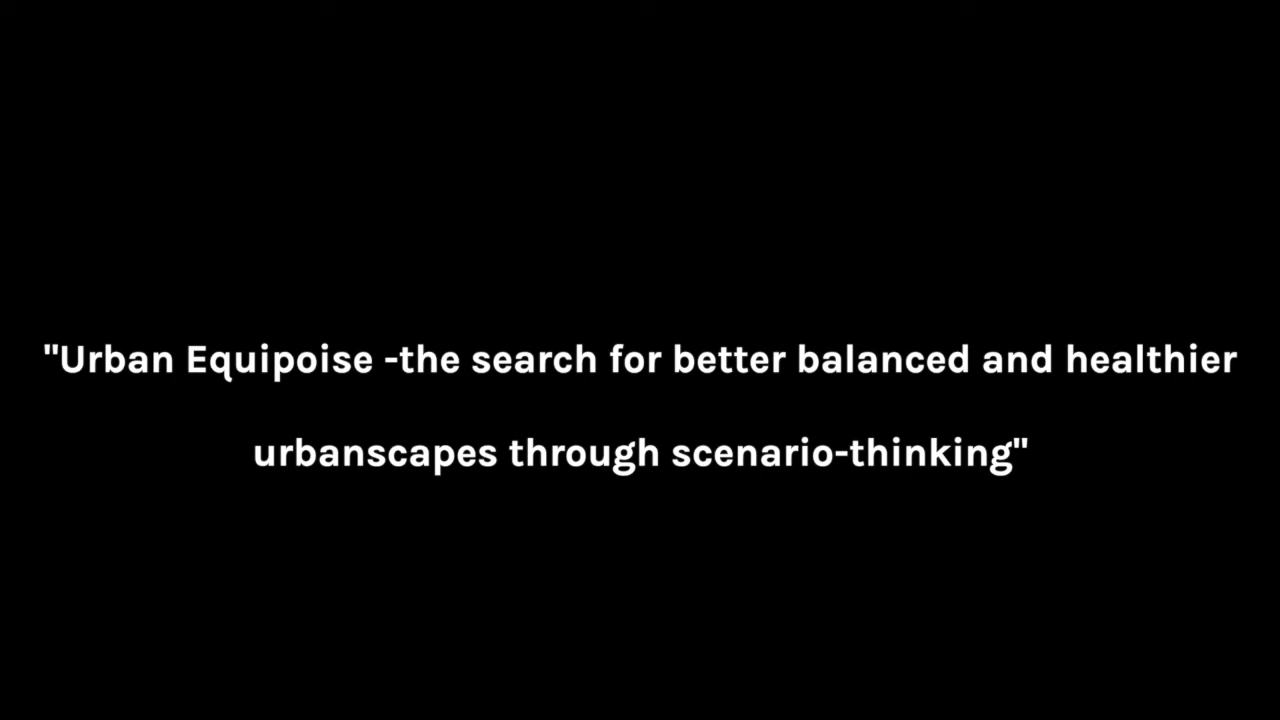 "Urban Equipoise -the search for better balanced and healthier
urbanscapes through scenario-thinking"